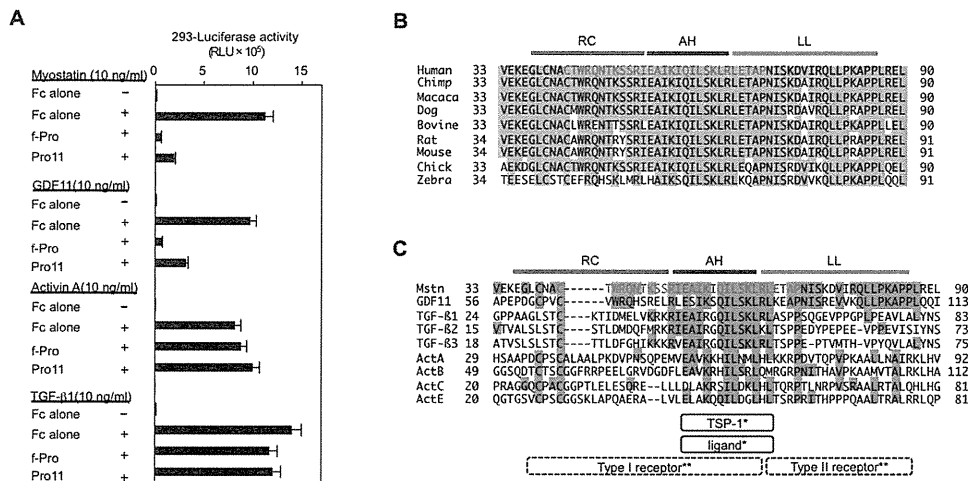 A
293-Luciferase activity
(RLU × 10⁵)
0 5 10 15
Myostatin (10 ng/ml)
Fc alone −
Fc alone +
f-Pro +
Pro11 +
GDF11(10 ng/ml)
Fc alone −
Fc alone +
f-Pro +
Pro11 +
Activin A(10 ng/ml)
Fc alone −
Fc alone +
f-Pro +
Pro11 +
TGF-β1(10 ng/ml)
Fc alone −
Fc alone +
f-Pro +
Pro11 +
B
RC AH LL
Human 33 VEKEGLCNACTWRQNTKSSRIEAIKIQILSKLRLETAPNISKDVIRQLLPKAPPLREL 90
Chimp 33 VEKEGLCNACTWRQNTKSSRIEAIKIQILSKLRLETAPNISKDAIRQLLPKAPPLREL 90
Macaca 33 VEKEGLCNACTWRQNTKSSRIEAIKIQILSKLRLETAPNISKDAIRQLLPKAPPLREL 90
Dog 33 VEKEGLCNACMWRQNTKSSRIEAIKIQILSKLRLETAPNISKDAVRQLLPKAPPLREL 90
Bovine 33 VEKEGLCNACLWRENTTSSRLEAIKIQILSKLRLETAPNISKDAIRQLLPKAPPLLEL 90
Rat 34 VEKEGLCNACAWRQNTRYSRIEAIKIQILSKLRLETAPNISKDAIRQLLPRAPPLREL 91
Mouse 34 VEKEGLCNACAWRQNTRYSRIEAIKIQILSKLRLETAPNISKDAIRQLLPRAPPLREL 91
Chick 33 AEKDGLCNACTWRQNTKSSRIEAIKIQILSKLRLEQAPNISRDVIKQLLPKAPPLQEL 90
Zebra 34 TEESELCSTCEFRQHSKLMRLHAIKSQILSKLRLKQAPNISRDVVKQLLPKAPPLQQL 91
C
RC AH LL
Mstn 33 VEKEGLCNAC------TWRQNTKSSRIEAIKIQILSKLRLETAPNISKDVIRQLLPKAPPLREL 90
GDF11 56 APEPDGCPVC------VWRQHSRELRLESIKSQILSKLRLKEAPNISREVVKQLLPKAPPLQQI 113
TGF-ß1 24 GPPAAGLSTC----KTIDMELVKRKRIEAIRGQILSKLRLASPPSQGEVPPGPLPEAVLALYNS 83
TGF-ß2 15 VTVALSLSTC----STLDMDQFMRKRIEAIRGQILSKLKLTSPPEDYPEPEE-VPPEVISIYNS 73
TGF-ß3 18 ATVSLSLSTC----TTLDFGHIKKKRVEAIRGQILSKLRLTSPPE-PTVMTH-VPYQVLALYNS 75
ActA 29 HSAAPDCPSCALAALPKDVPNSQPEMVEAVKKHILNMLHLKKRPDVTQPVPKAALLNAIRKLHV 92
ActB 49 GGSQDTCTSCGGFRRPEELGRVDGDFLEAVKRHILSRLQMRGRPNITHAVPKAAMVTALRKLHA 112
ActC 20 PRAGGQCPACGGPTLELESQRE---LLLDLAKRSILDKLHLTQRPTLNRPVSRAALRTALQHLHG 81
ActE 20 QGTGSVCPSCGGSKLAPQAERA---LVLELAKQQILDGLHLTSRPRITHPPPQAALTRALRRLQP 81
TSP-1*
ligand*
Type I receptor** Type II receptor**